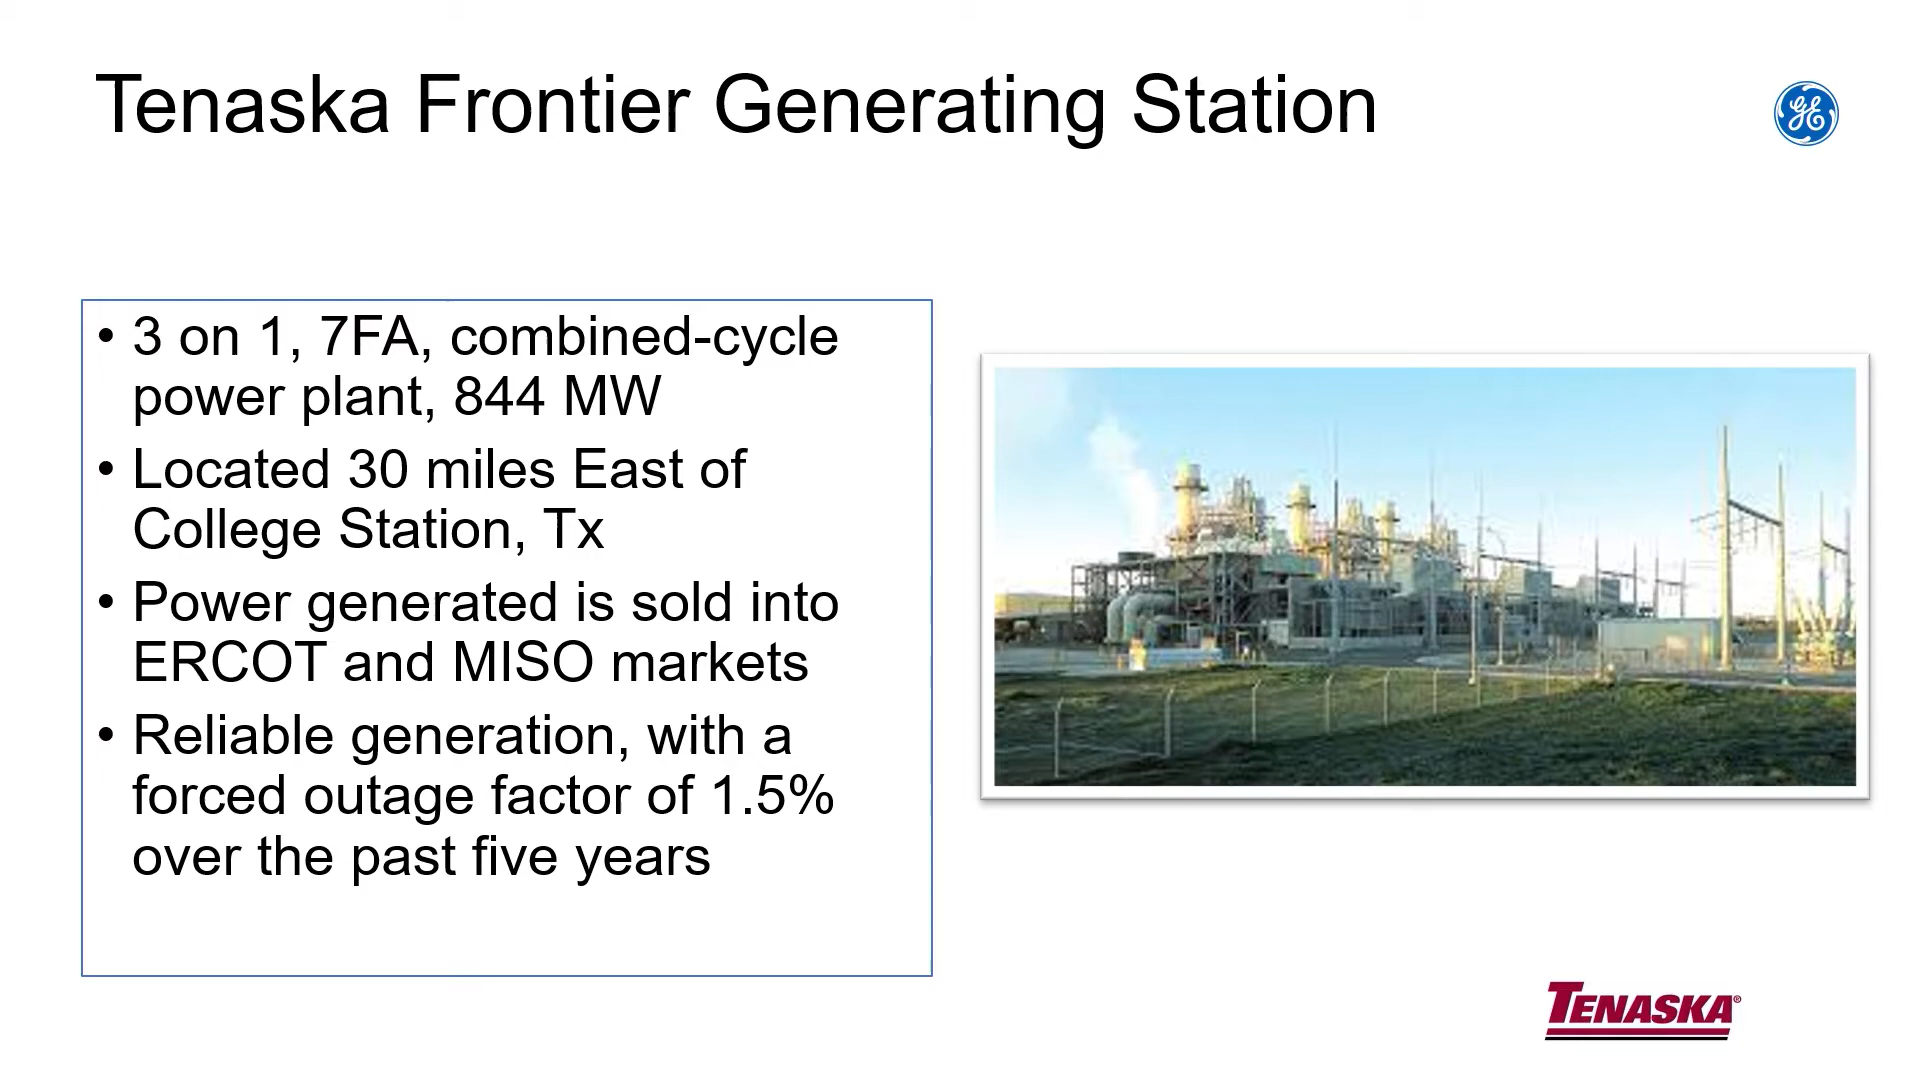 Tenaska Frontier Generating Station
GE
• 3 on 1, 7FA, combined-cycle
power plant, 844 MW
• Located 30 miles East of
College Station, Tx
• Power generated is sold into
ERCOT and MISO markets
• Reliable generation, with a
forced outage factor of 1.5%
over the past five years
TENASKA®